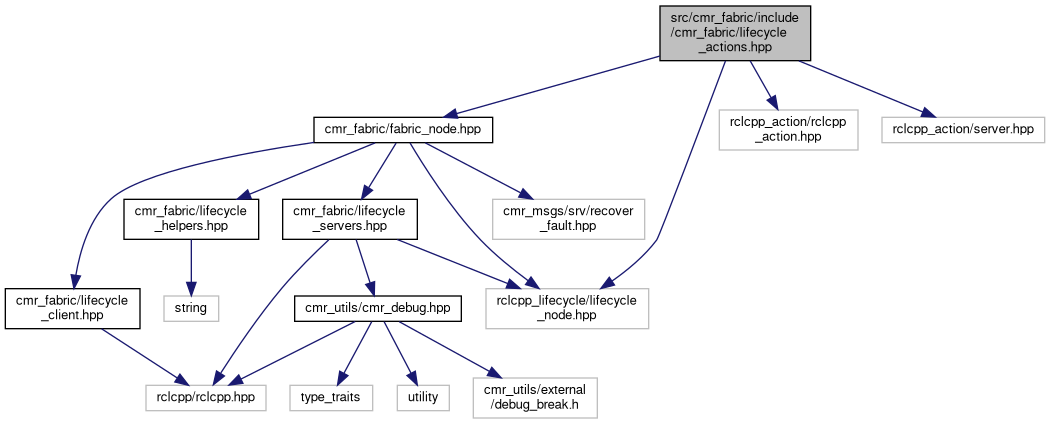 src/cmr_fabric/include
/cmr_fabric/lifecycle
_actions.hpp
cmr_fabric/fabric_node.hpp
rclcpp_action/rclcpp
_action.hpp
rclcpp_action/server.hpp
cmr_fabric/lifecycle
_helpers.hpp
cmr_fabric/lifecycle
_servers.hpp
cmr_msgs/srv/recover
_fault.hpp
cmr_fabric/lifecycle
_client.hpp
string
cmr_utils/cmr_debug.hpp
rclcpp_lifecycle/lifecycle
_node.hpp
rclcpp/rclcpp.hpp
type_traits
utility
cmr_utils/external
/debug_break.h